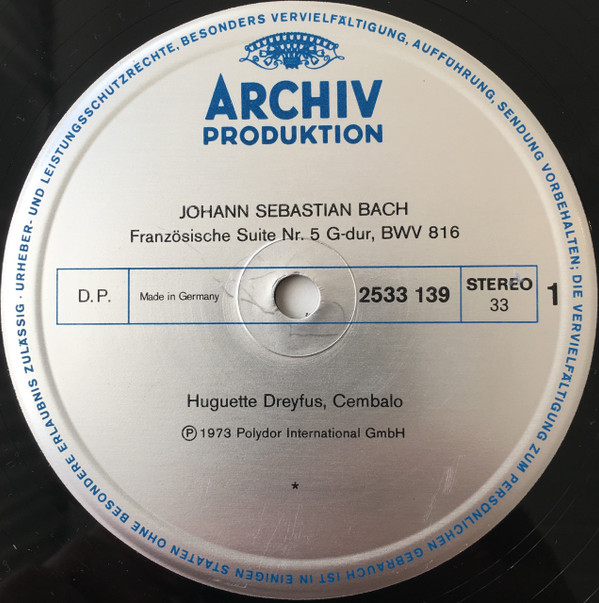 ARCHIV
PRODUKTION
JOHANN SEBASTIAN BACH
Französische Suite Nr. 5 G-dur, BWV 816
D.P. Made in Germany 2533 139 STEREO 33 1
Huguette Dreyfus, Cembalo
Ⓟ 1973 Polydor International GmbH
*
URHEBER- UND LEISTUNGSSCHUTZRECHTE, BESONDERS VERVIELFÄLTIGUNG, AUFFÜHRUNG, SENDUNG VORBEHALTEN; DIE VERVIELFÄLTIGUNG ZUM PERSÖNLICHEN GEBRAUCH IST IN EINIGEN STAATEN OHNE BESONDERE ERLAUBNIS ZULÄSSIG ·